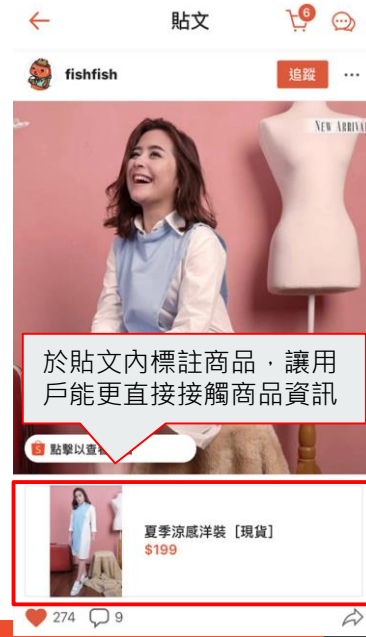 貼文
6
fishfish
追蹤
NEW ARRIVAL
於貼文內標註商品，讓用
戶能更直接接觸商品資訊
點擊以查
夏季涼感洋裝［現貨］
$199
274
9